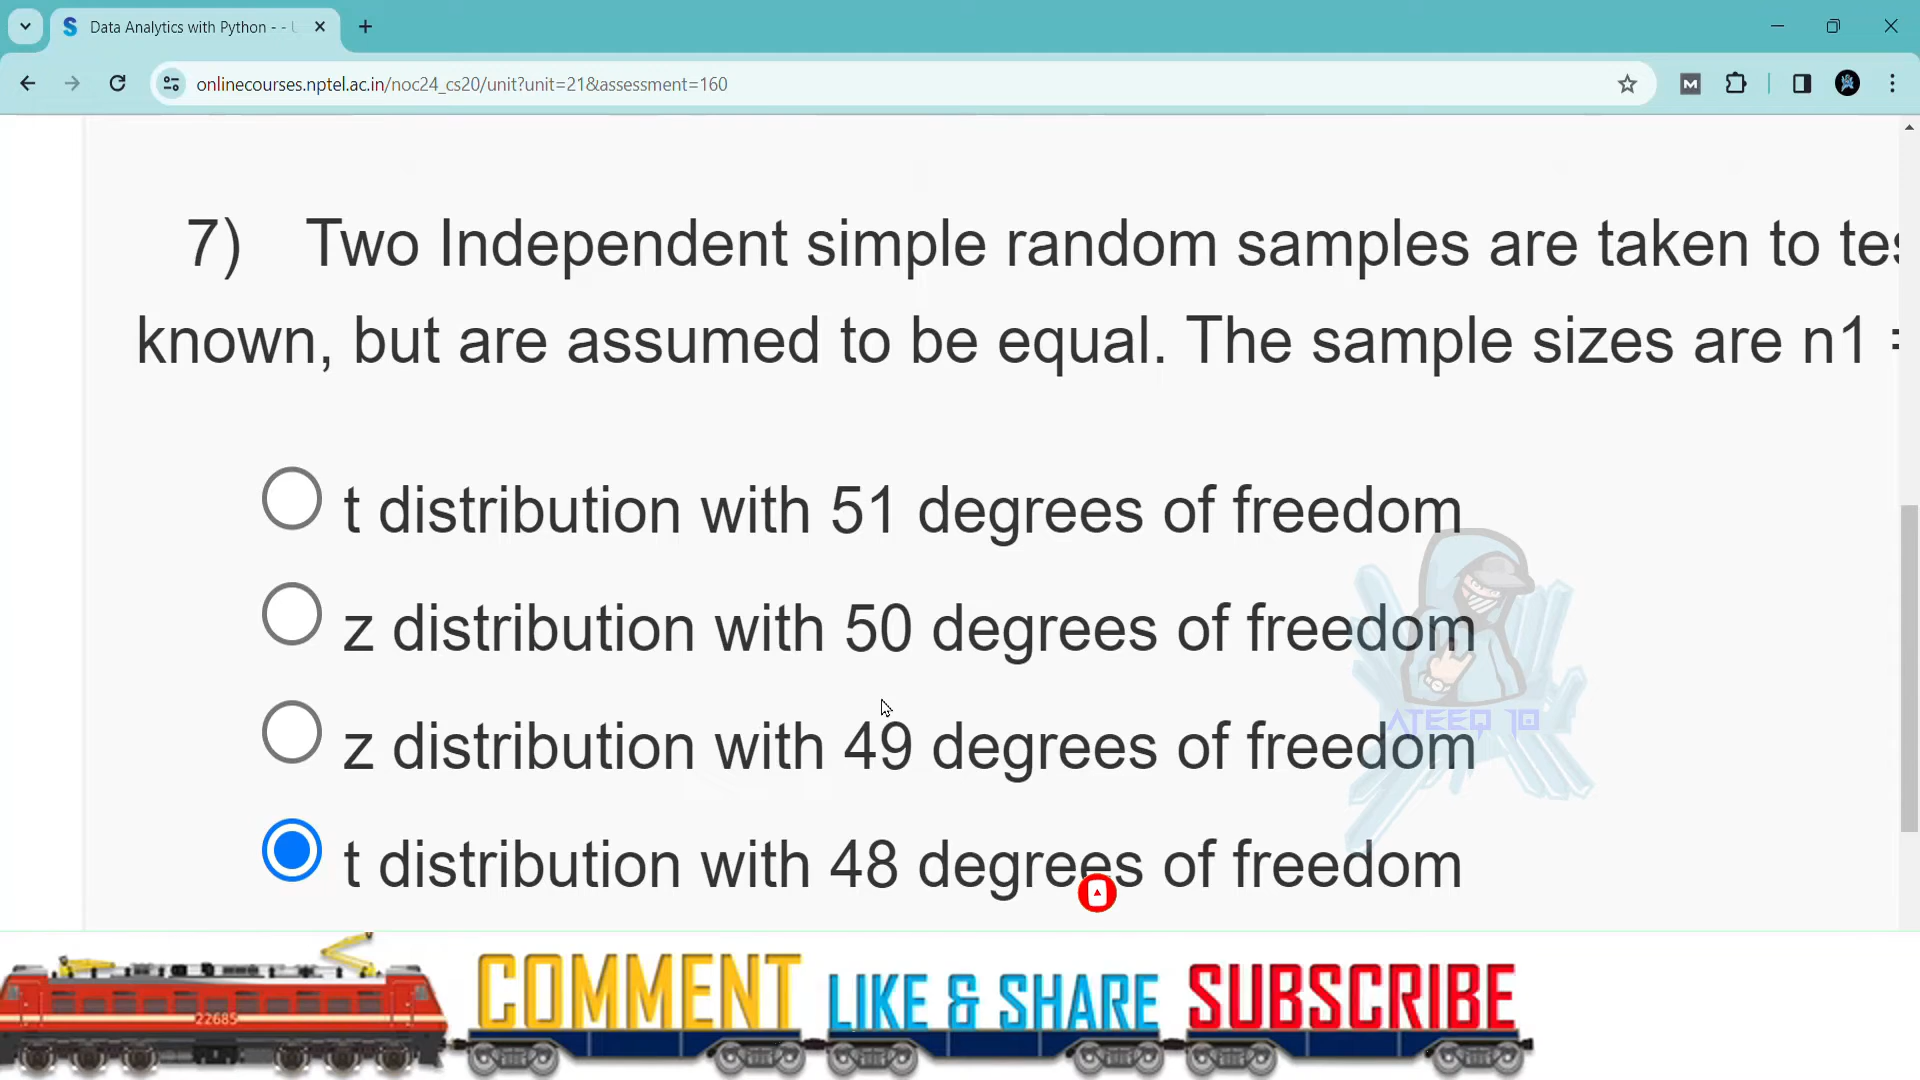 Data Analytics with Python - -
onlinecourses.nptel.ac.in/noc24_cs20/unit?unit=21&assessment=160
7) Two Independent simple random samples are taken to
known, but are assumed to be equal. The sample sizes are n1 =
t distribution with 51 degrees of freedom
z distribution with 50 degrees of freedom
z distribution with 49 degrees of freedom
t distribution with 48 degrees of freedom
ATEEQ 10
22685
COMMENT
LIKE & SHARE
SUBSCRIBE